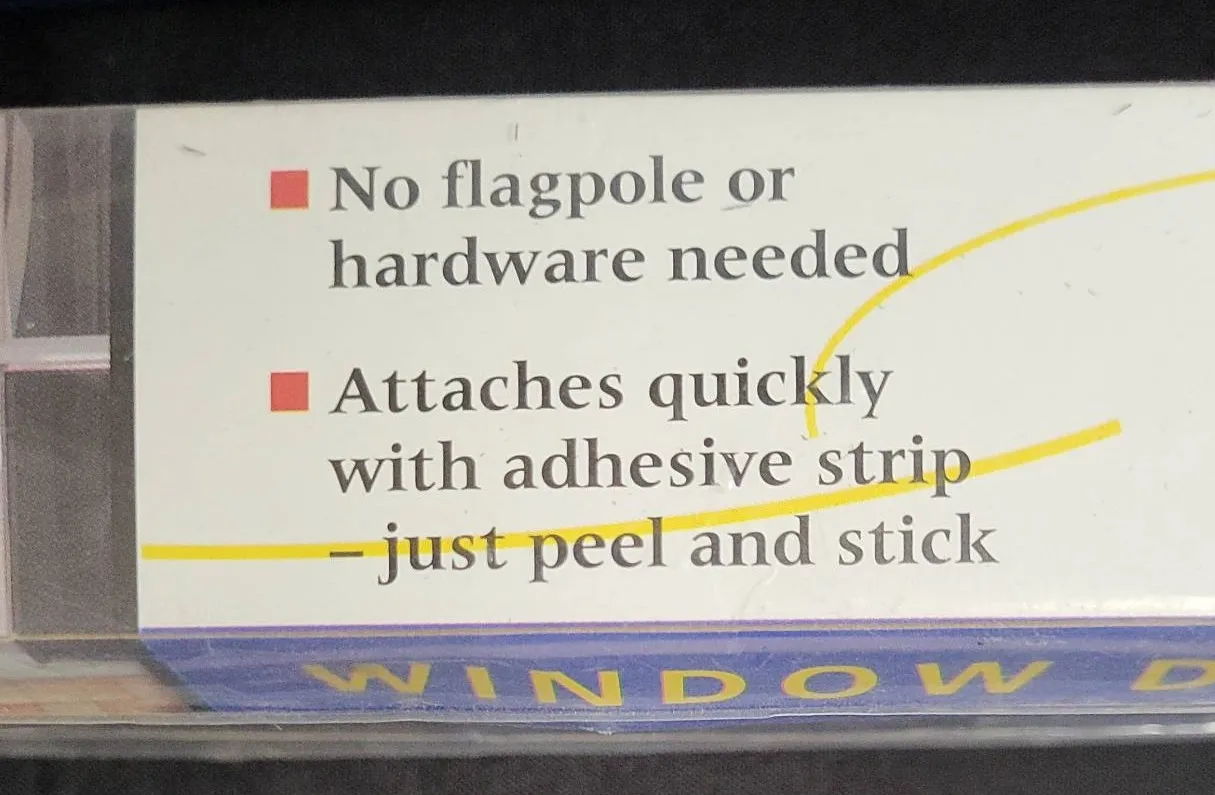 No flagpole or
hardware needed
Attaches quickly
with adhesive strip
– just peel and stick
WINDOW D